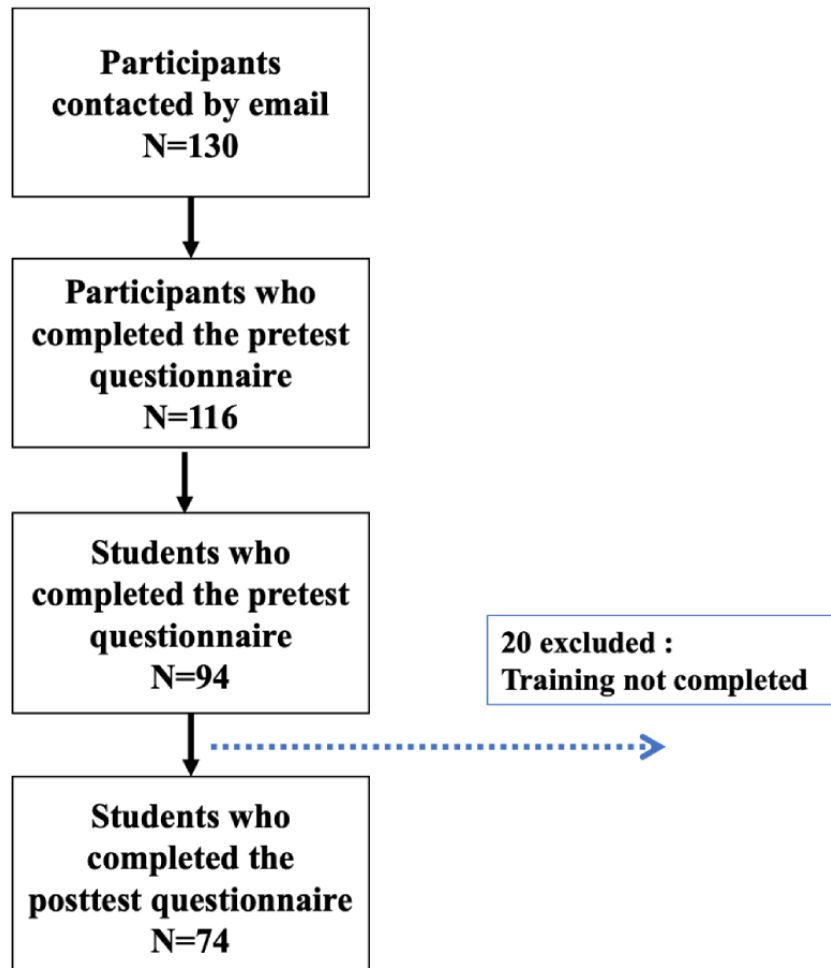 Participants
contacted by email
N=130
Participants who
completed the pretest
questionnaire
N=116
Students who
completed the pretest
questionnaire
N=94
20 excluded :
Training not completed
Students who
completed the
posttest questionnaire
N=74